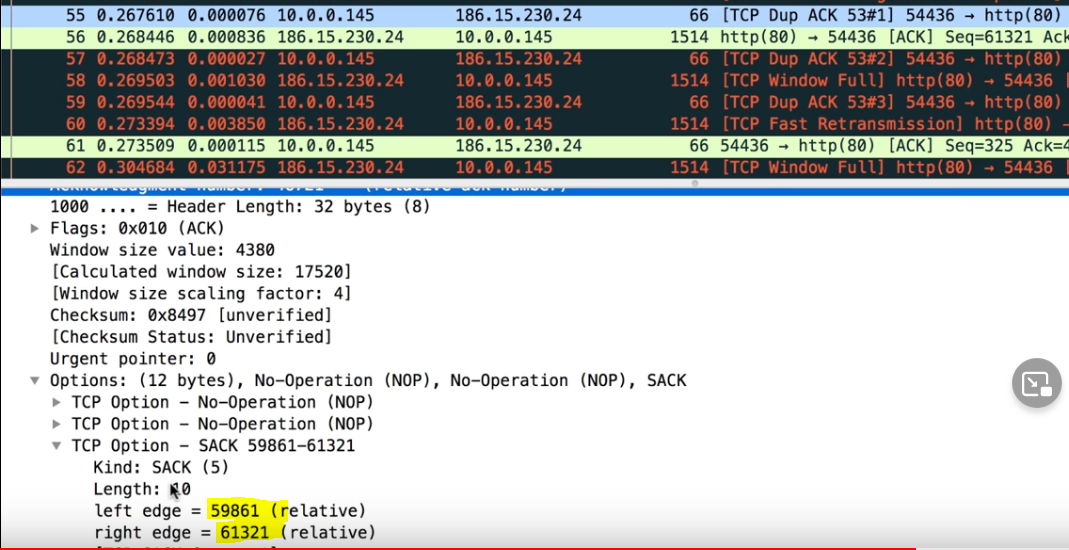 55 0.267610 0.000076 10.0.0.145 186.15.230.24 66 [TCP Dup ACK 53#1] 54436 → http(80)
56 0.268446 0.000836 186.15.230.24 10.0.0.145 1514 http(80) → 54436 [ACK] Seq=61321 Ack
57 0.268473 0.000027 10.0.0.145 186.15.230.24 66 [TCP Dup ACK 53#2] 54436 → http(80)
58 0.269503 0.001030 186.15.230.24 10.0.0.145 1514 [TCP Window Full] http(80) → 54436 [
59 0.269544 0.000041 10.0.0.145 186.15.230.24 66 [TCP Dup ACK 53#3] 54436 → http(80)
60 0.273394 0.003850 186.15.230.24 10.0.0.145 1514 [TCP Fast Retransmission] http(80) →
61 0.273509 0.000115 10.0.0.145 186.15.230.24 66 54436 → http(80) [ACK] Seq=325 Ack=4
62 0.304684 0.031175 186.15.230.24 10.0.0.145 1514 [TCP Window Full] http(80) → 54436 [
(relative ack number)
1000 .... = Header Length: 32 bytes (8)
Flags: 0x010 (ACK)
Window size value: 4380
[Calculated window size: 17520]
[Window size scaling factor: 4]
Checksum: 0x8497 [unverified]
[Checksum Status: Unverified]
Urgent pointer: 0
Options: (12 bytes), No-Operation (NOP), No-Operation (NOP), SACK
TCP Option - No-Operation (NOP)
TCP Option - No-Operation (NOP)
TCP Option - SACK 59861-61321
Kind: SACK (5)
Length: 10
left edge = 59861 (relative)
right edge = 61321 (relative)